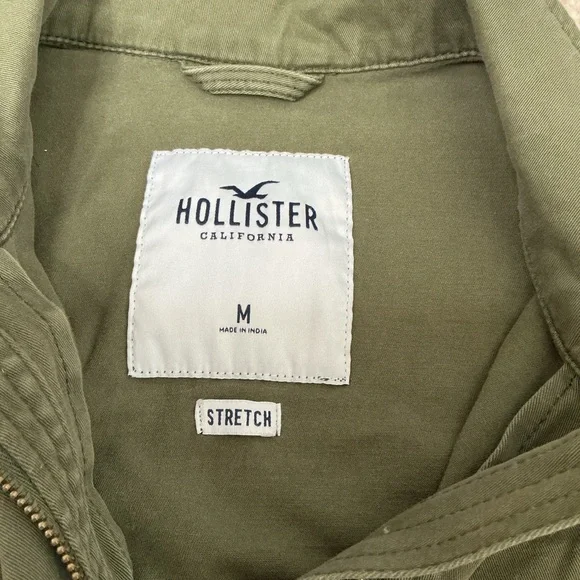 HOLLISTER
CALIFORNIA
M
MADE IN INDIA
STRETCH